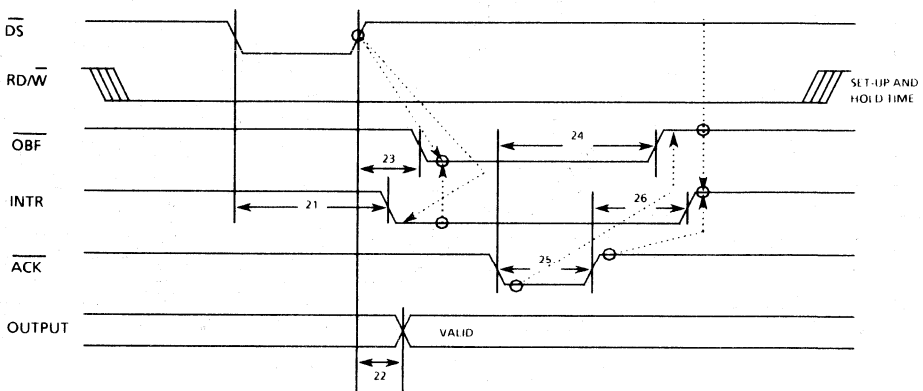 DS
RD/W
SET-UP AND
HOLD TIME
OBF
24
23
INTR
21
26
ACK
25
OUTPUT
VALID
22